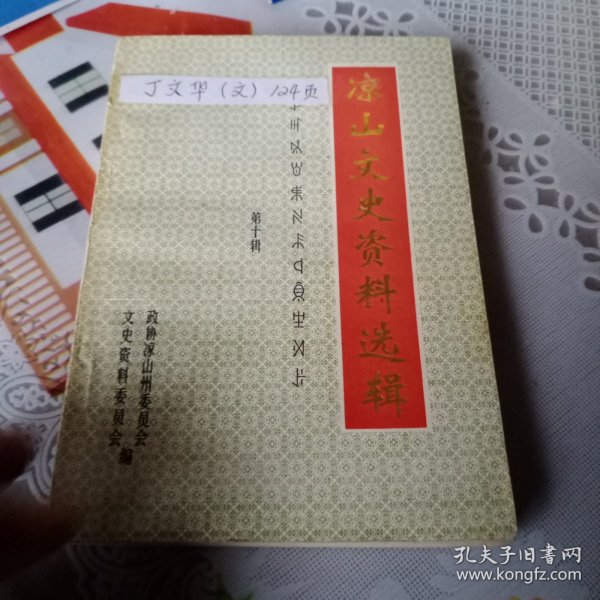 丁文华（文）124页
凉山文史资料选辑
第十辑
政协凉山州委员会
文史资料委员会编
孔夫子旧书网
www.kongfz.com